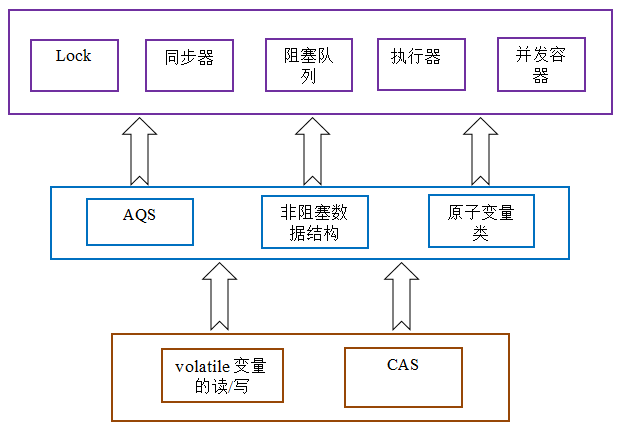 Lock
同步器
阻塞队
列
执行器
并发容
器
AQS
非阻塞数
据结构
原子变量
类
volatile 变量
的读/写
CAS